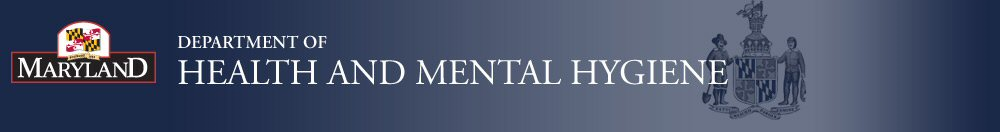 MARYLAND
DEPARTMENT OF
HEALTH AND MENTAL HYGIENE